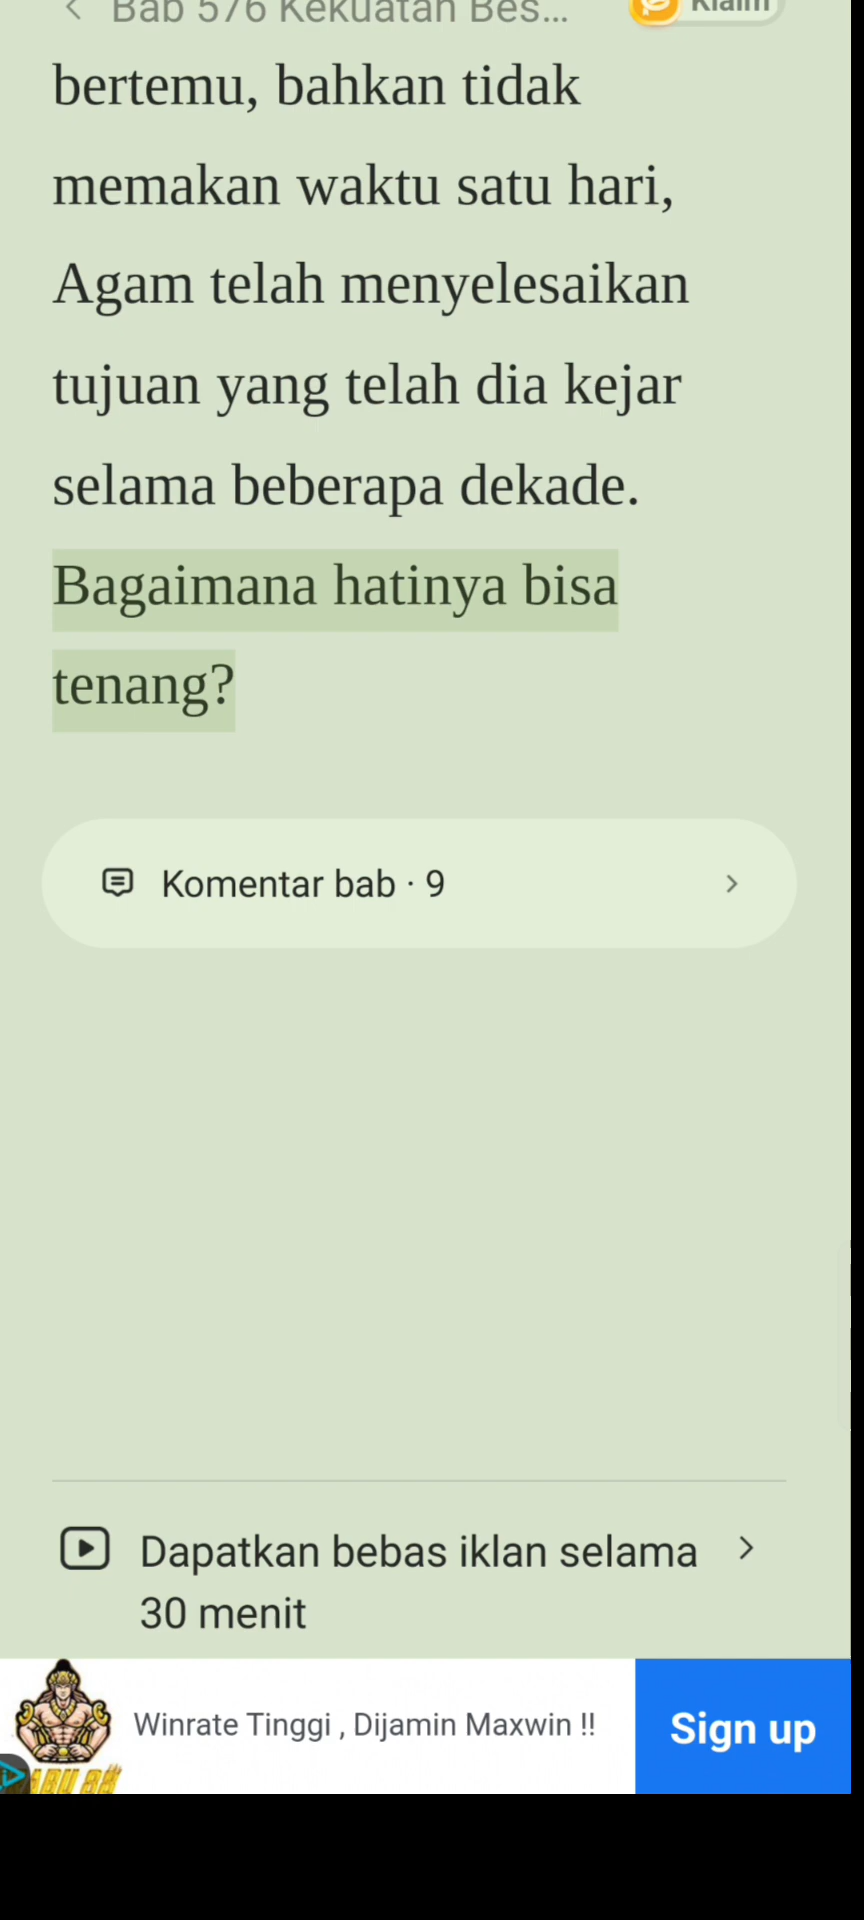 Bab 576 Kekuatan Bes...
Klaim
bertemu, bahkan tidak
memakan waktu satu hari,
Agam telah menyelesaikan
tujuan yang telah dia kejar
selama beberapa dekade.
Bagaimana hatinya bisa
tenang?
Komentar bab · 9
Dapatkan bebas iklan selama
30 menit
Winrate Tinggi , Dijamin Maxwin !!
Sign up